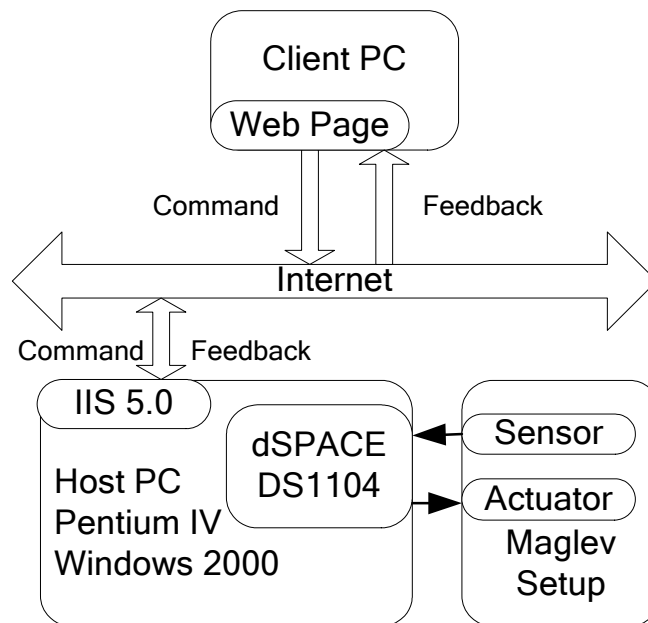 Client PC
Web Page
Command
Feedback
Internet
Command
Feedback
IIS 5.0
dSPACE
DS1104
Host PC
Pentium IV
Windows 2000
Sensor
Actuator
Maglev
Setup